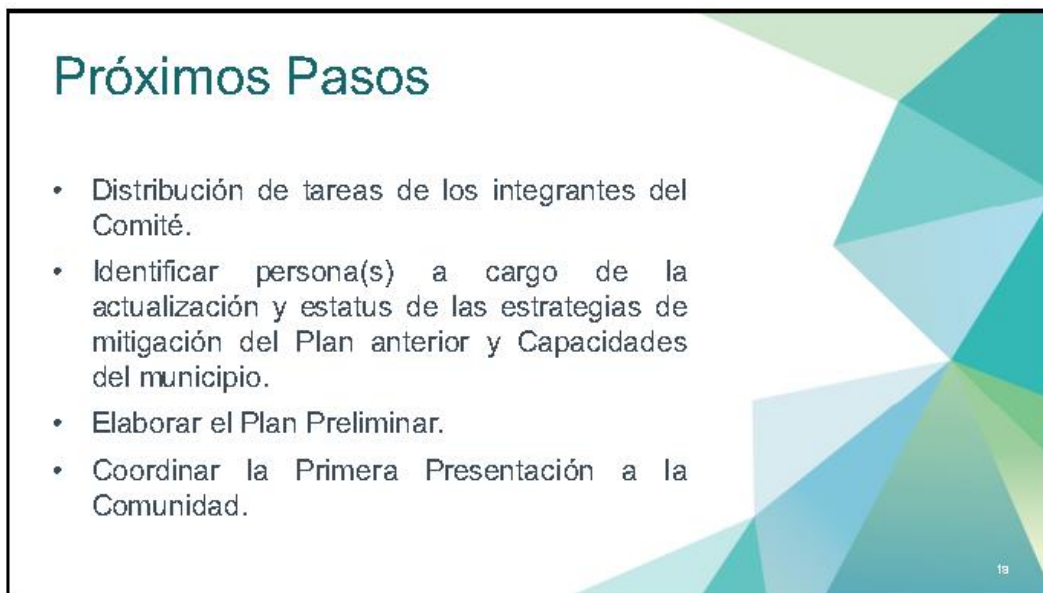 Próximos Pasos
• Distribución de tareas de los integrantes del
Comité.
• Identificar persona(s) a cargo de la
actualización y estatus de las estrategias de
mitigación del Plan anterior y Capacidades
del municipio.
• Elaborar el Plan Preliminar.
• Coordinar la Primera Presentación a la
Comunidad.